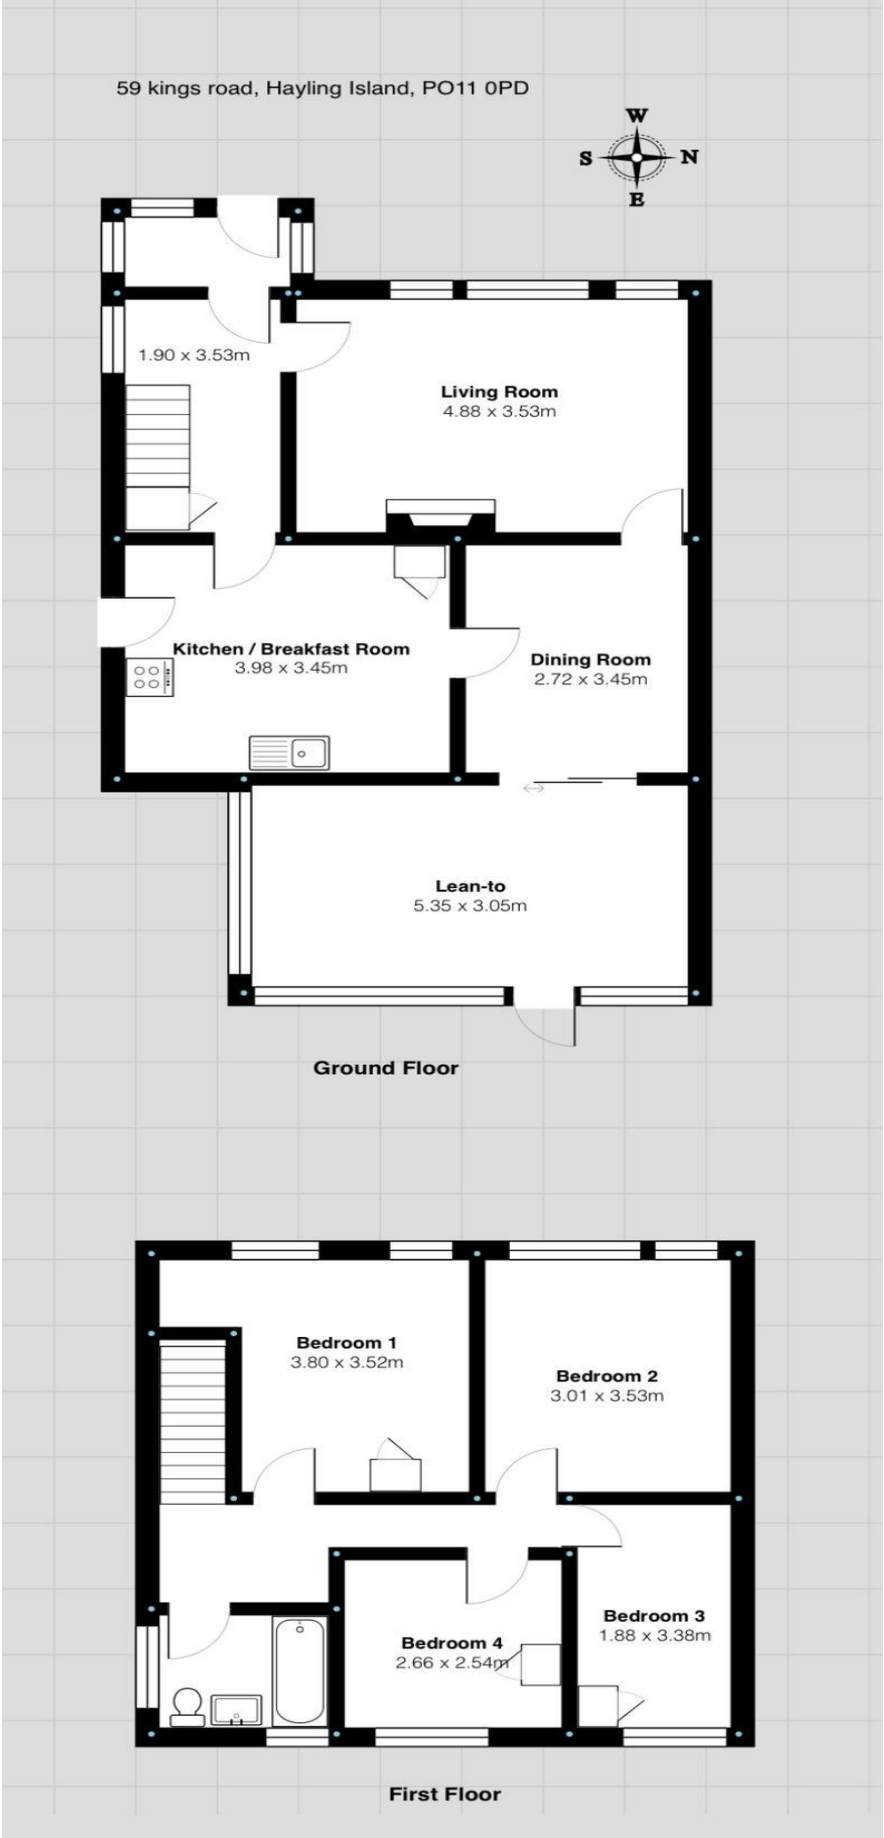 59 kings road, Hayling Island, PO11 0PD
W
S N
E
1.90 x 3.53m
Living Room
4.88 x 3.53m
Kitchen / Breakfast Room
3.98 x 3.45m
Dining Room
2.72 x 3.45m
Lean-to
5.35 x 3.05m
Ground Floor
Bedroom 1
3.80 x 3.52m
Bedroom 2
3.01 x 3.53m
Bedroom 3
1.88 x 3.38m
Bedroom 4
2.66 x 2.54m
First Floor